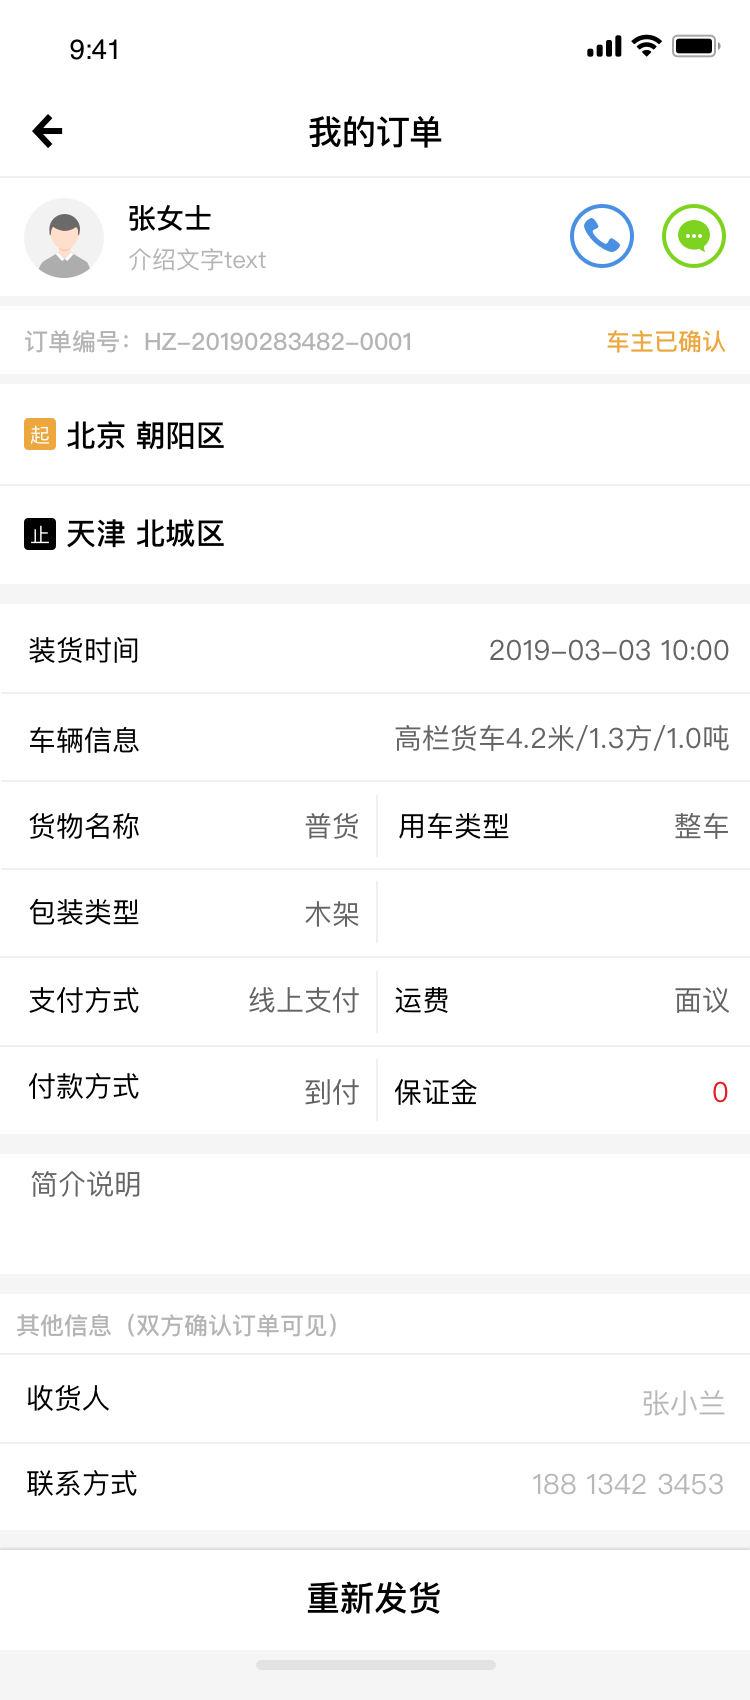 9:41
我的订单
张女士
介绍文字text
订单编号：HZ-20190283482-0001 车主已确认
起 北京 朝阳区
止 天津 北城区
装货时间 2019-03-03 10:00
车辆信息 高栏货车4.2米/1.3方/1.0吨
货物名称 普货 用车类型 整车
包装类型 木架
支付方式 线上支付 运费 面议
付款方式 到付 保证金 0
简介说明
其他信息（双方确认订单可见）
收货人 张小兰
联系方式 188 1342 3453
重新发货